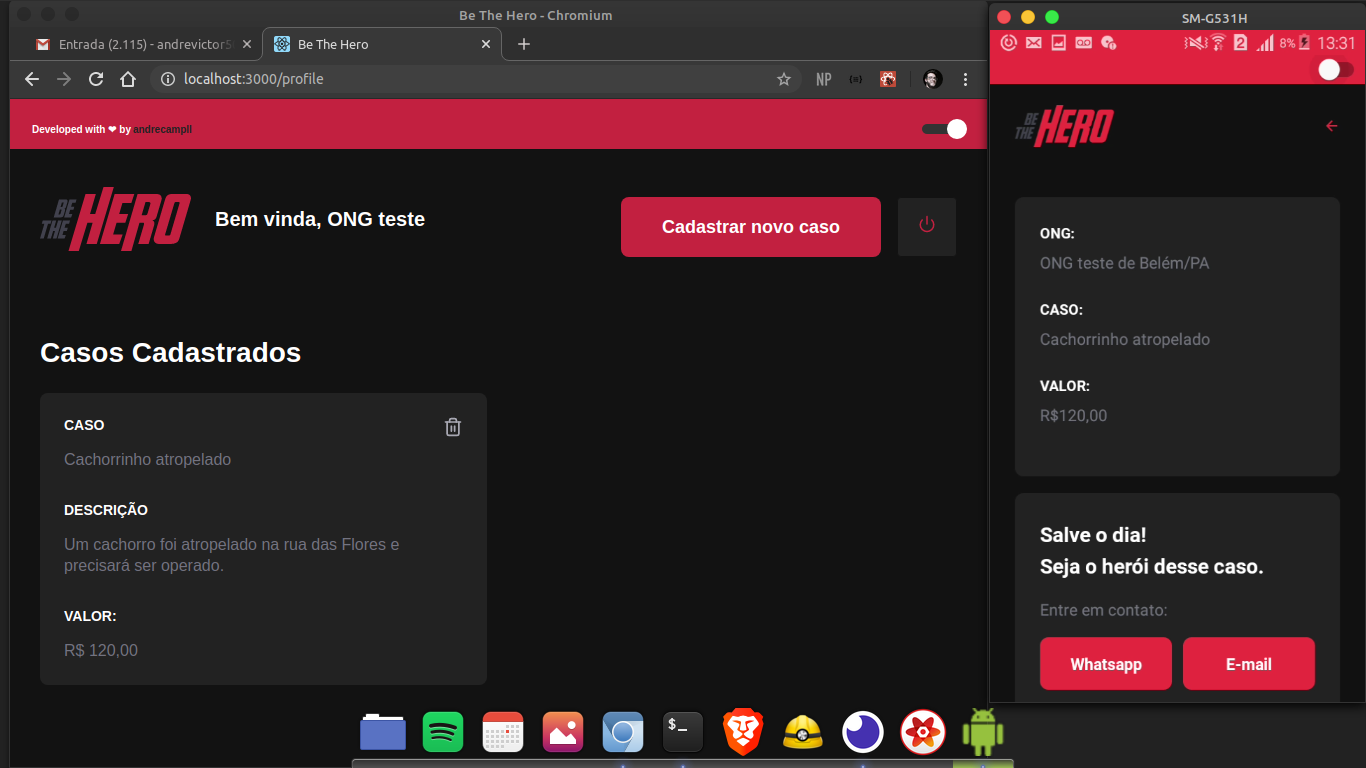 Be The Hero - Chromium
Entrada (2.115) - andrevictor5
Be The Hero
localhost:3000/profile
NP
Developed with ❤ by andrecampll
BE THE HERO
Bem vinda, ONG teste
Cadastrar novo caso
Casos Cadastrados
CASO
Cachorrinho atropelado
DESCRIÇÃO
Um cachorro foi atropelado na rua das Flores e
precisará ser operado.
VALOR:
R$ 120,00
SM-G531H
2
8%
13:31
BE THE HERO
ONG:
ONG teste de Belém/PA
CASO:
Cachorrinho atropelado
VALOR:
R$120,00
Salve o dia!
Seja o herói desse caso.
Entre em contato:
Whatsapp
E-mail
$_